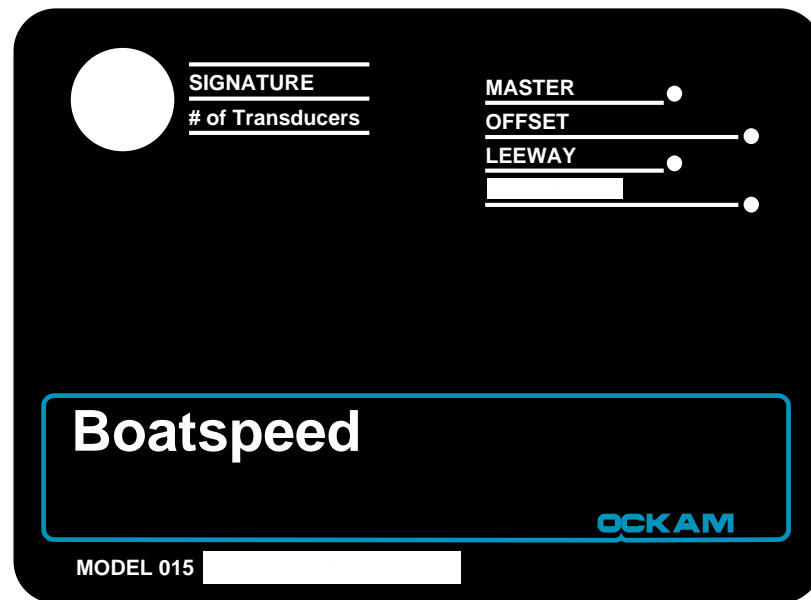 SIGNATURE
# of Transducers
MASTER
OFFSET
LEEWAY
Boatspeed
OCKAM
MODEL 015